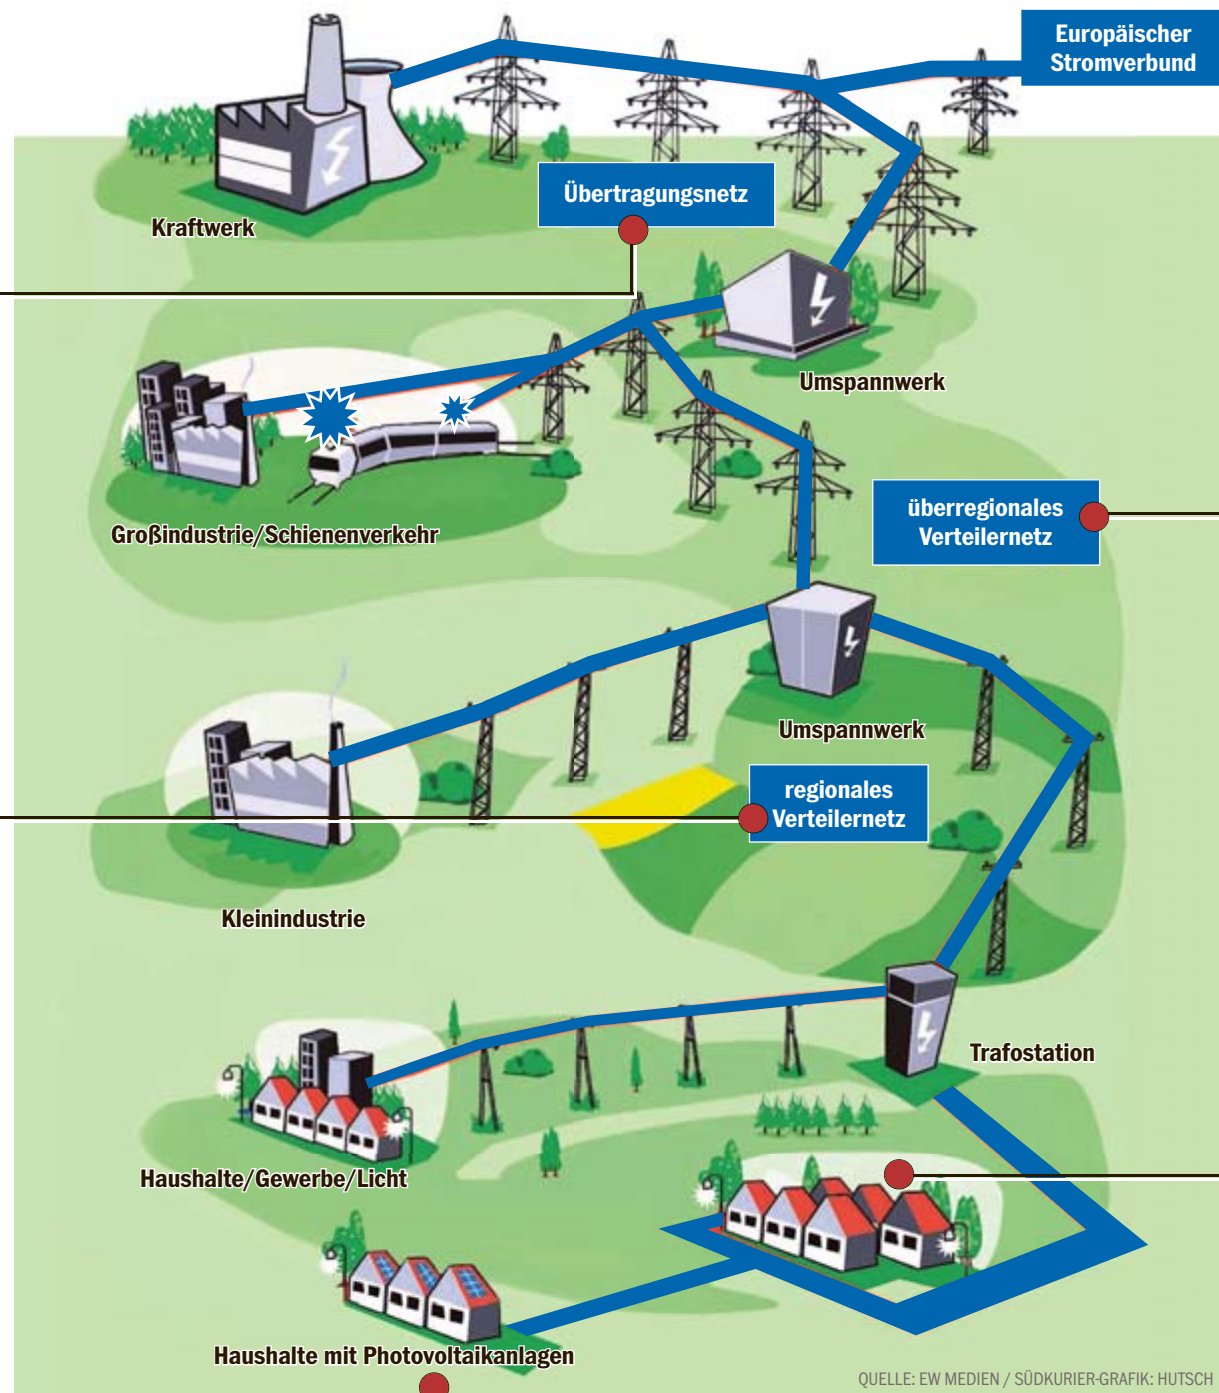 Europäischer
Stromverbund
Übertragungsnetz
Kraftwerk
Umspannwerk
Großindustrie/Schienenverkehr
überregionales
Verteilernetz
Umspannwerk
regionales
Verteilernetz
Kleinindustrie
Trafostation
Haushalte/Gewerbe/Licht
Haushalte mit Photovoltaikanlagen
QUELLE: EW MEDIEN / SÜDKURIER-GRAFIK: HUTSCH